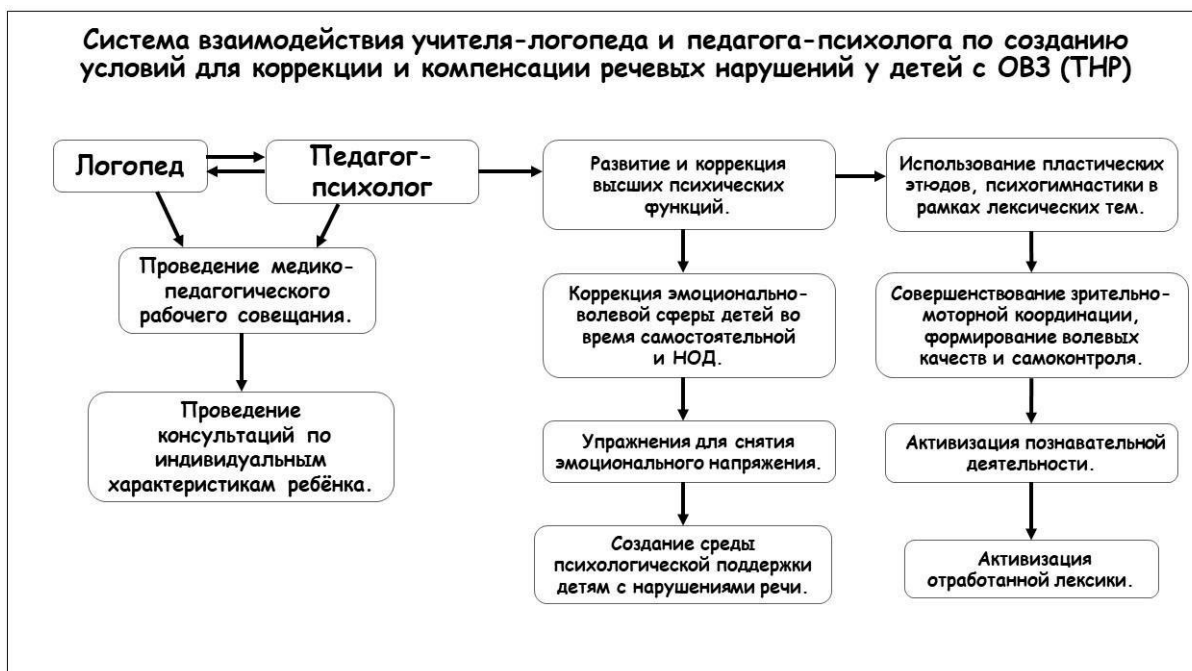 Система взаимодействия учителя-логопеда и педагога-психолога по созданию
условий для коррекции и компенсации речевых нарушений у детей с ОВЗ (ТНР)
Логопед
Педагог-
психолог
Развитие и коррекция
высших психических
функций.
Использование пластических
этюдов, психогимнастики в
рамках лексических тем.
Проведение медико-
педагогического
рабочего совещания.
Коррекция эмоционально-
волевой сферы детей во
время самостоятельной
и НОД.
Совершенствование зрительно-
моторной координации,
формирование волевых
качеств и самоконтроля.
Проведение
консультаций по
индивидуальным
характеристикам ребёнка.
Упражнения для снятия
эмоционального напряжения.
Активизация познавательной
деятельности.
Создание среды
психологической поддержки
детям с нарушениями речи.
Активизация
отработанной лексики.